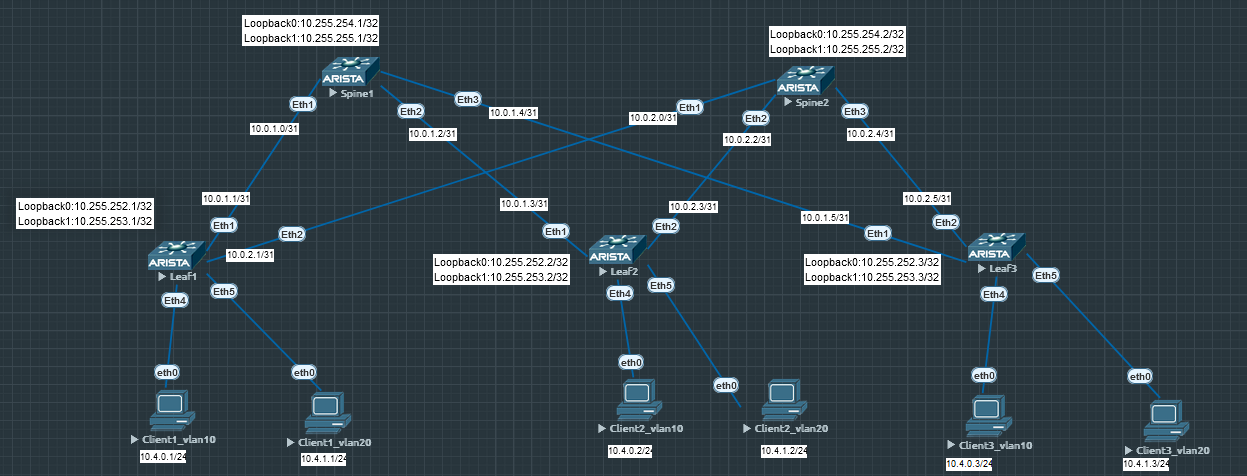 Loopback0:10.255.254.1/32
Loopback1:10.255.255.1/32
Loopback0:10.255.254.2/32
Loopback1:10.255.255.2/32
ARISTA
Spine1
ARISTA
Spine2
Eth1
Eth2
Eth3
10.0.1.0/31
10.0.1.2/31
10.0.1.4/31
Eth1
Eth2
Eth3
10.0.2.0/31
10.0.2.2/31
10.0.2.4/31
Loopback0:10.255.252.1/32
Loopback1:10.255.253.1/32
10.0.1.1/31
Eth1
Eth2
10.0.2.1/31
ARISTA
Leaf1
Eth4
Eth5
10.0.1.3/31
10.0.2.3/31
Eth1
Eth2
ARISTA
Leaf2
Loopback0:10.255.252.2/32
Loopback1:10.255.253.2/32
Eth4
Eth5
10.0.1.5/31
10.0.2.5/31
Eth1
Eth2
ARISTA
Leaf3
Loopback0:10.255.252.3/32
Loopback1:10.255.253.3/32
Eth4
Eth5
eth0
eth0
eth0
eth0
eth0
eth0
Client1_vlan10
10.4.0.1/24
Client1_vlan20
10.4.1.1/24
Client2_vlan10
10.4.0.2/24
Client2_vlan20
10.4.1.2/24
Client3_vlan10
10.4.0.3/24
Client3_vlan20
10.4.1.3/24